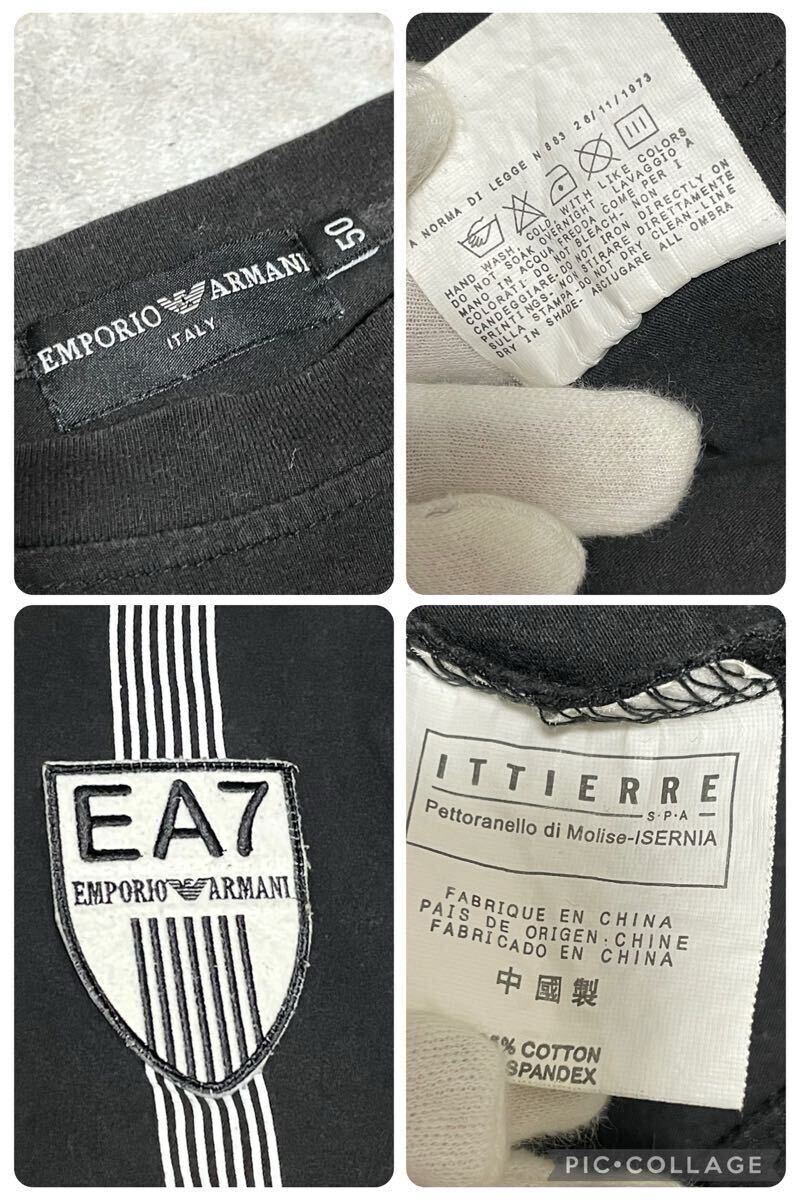 EMPORIO ARMANI
ITALY
50
A NORMA DI LEGGE N 883 26/11/1973
HAND WASH COLD WITH LIKE COLORS
DO NOT SOAK OVERNIGHT - LAVAGGIO A
MANO IN ACQUA FREDDA COME PER I
COLORATI-DO NOT BLEACH- NON
CANDEGGIARE-DO NOT IRON DIRECTLY ON
PRINTINGS- NON STIRARE DIRETTAMENTE
SULLA STAMPA-DO NOT DRY CLEAN-LINE
DRY IN SHADE- ASCIUGARE ALL OMBRA
EA7
EMPORIO ARMANI
ITTIERRE
S·P·A
Pettoranello di Molise-ISERNIA
FABRIQUE EN CHINA
PAIS DE ORIGEN:CHINE
FABRICADO EN CHINA
中國製
% COTTON
SPANDEX
PIC•COLLAGE